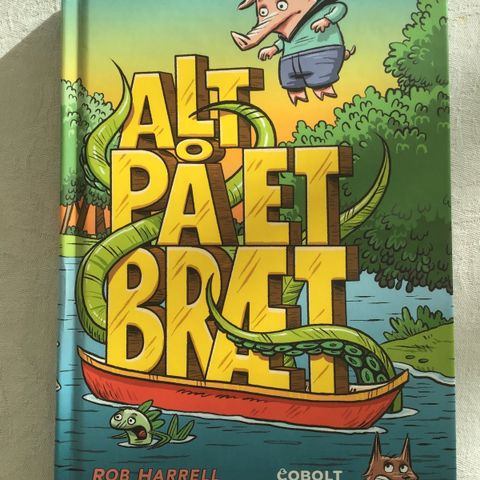 ALT
PÅ ET
BRÆT
ROB HARRELL
COBOLT